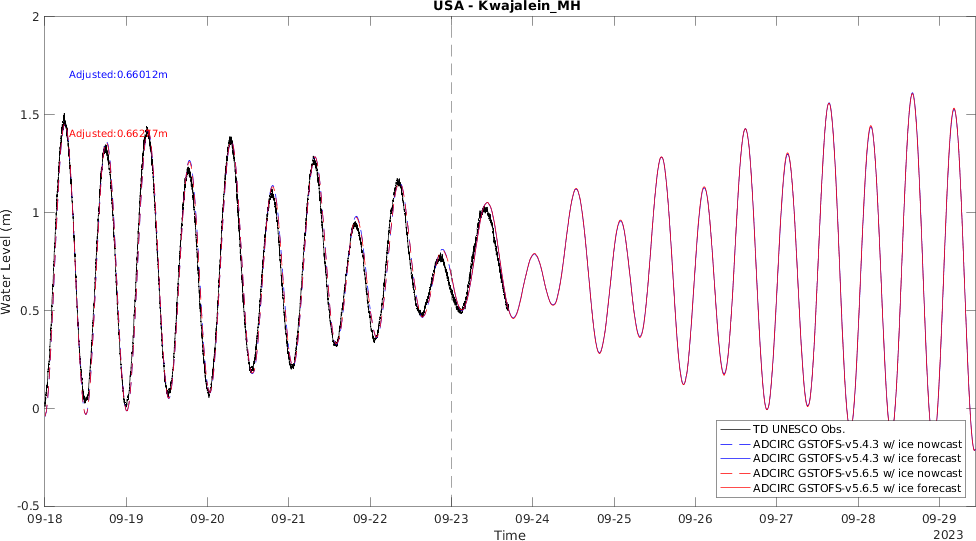 USA - Kwajalein_MH
2
1.5
1
0.5
0
-0.5
Water Level (m)
Adjusted:0.66012m
TD UNESCO Obs.
ADCIRC GSTOFS-v5.4.3 w/ ice nowcast
ADCIRC GSTOFS-v5.4.3 w/ ice forecast
ADCIRC GSTOFS-v5.6.5 w/ ice nowcast
ADCIRC GSTOFS-v5.6.5 w/ ice forecast
09-18 09-19 09-20 09-21 09-22 09-23 09-24 09-25 09-26 09-27 09-28 09-29
Time
2023